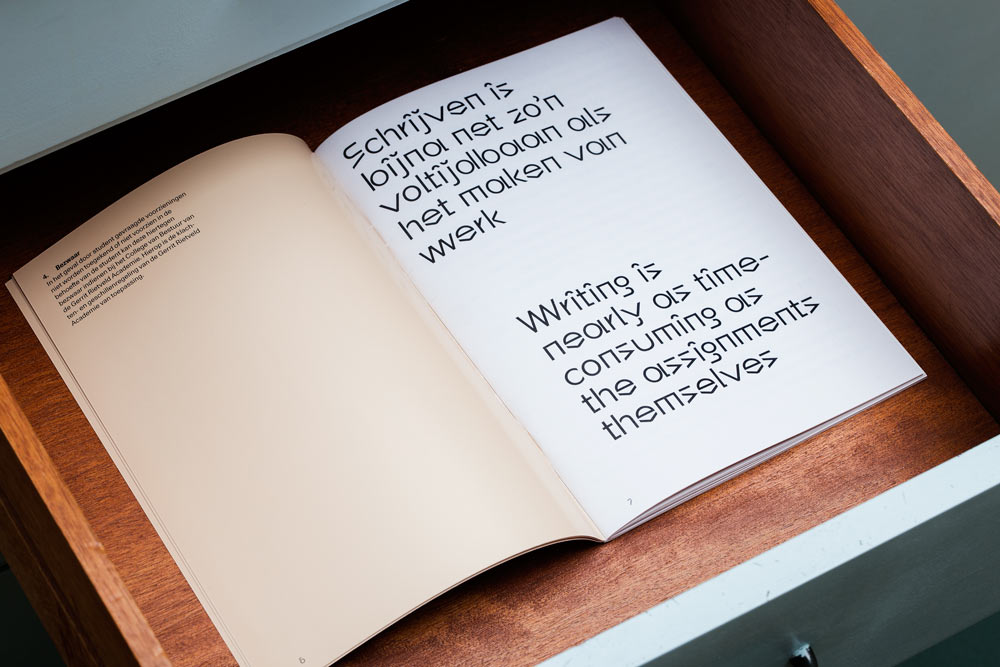 4. Bezwaar
In het geval door student gevraagde voorzieningen
niet worden toegekend of niet voorzien in de
behoefte van de student kan deze hiertegen
bezwaar indienen bij het College van Bestuur van
de Gerrit Rietveld Academie. Hierop is de klach-
ten- en geschillenregeling van de Gerrit Rietveld
Academie van toepassing.
6
Schrijven is
bijna net zo'n
voltijdbaan als
het maken van
werk
Writing is
nearly as time-
consuming as
the assignments
themselves
7